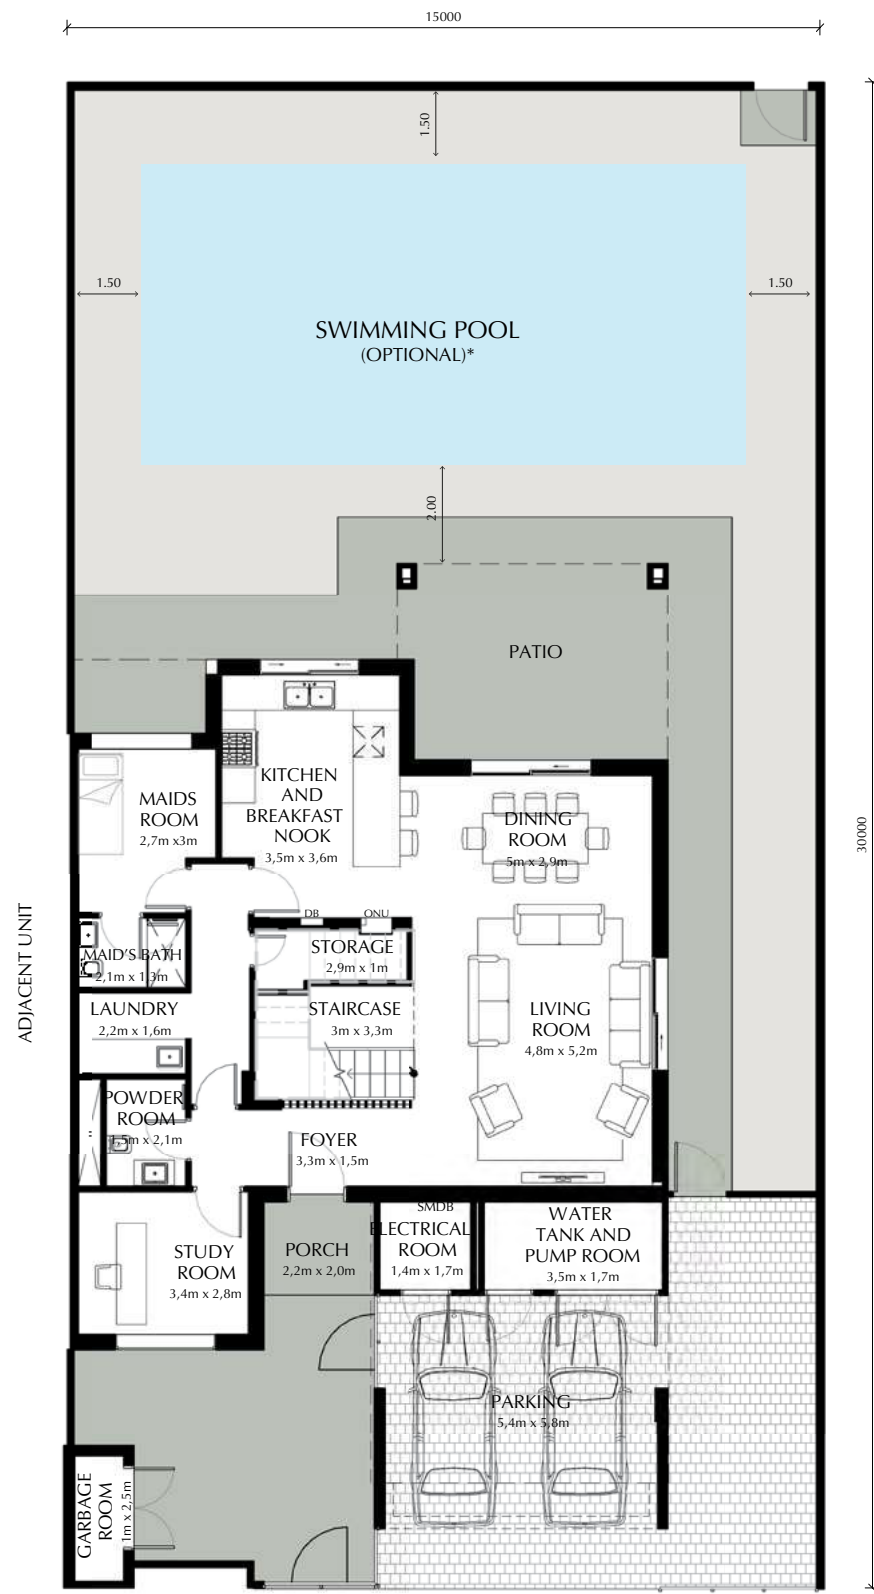 15000
1.50
1.50
1.50
SWIMMING POOL
(OPTIONAL)*
2.00
PATIO
KITCHEN
AND
BREAKFAST
NOOK
3,5m x 3,6m
MAIDS
ROOM
2,7m x3m
DINING
ROOM
5m x 2,9m
30000
ADJACENT UNIT
DB
ONU
MAID'S BATH
2,1m x 1,3m
STORAGE
2,9m x 1m
LAUNDRY
2,2m x 1,6m
STAIRCASE
3m x 3,3m
LIVING
ROOM
4,8m x 5,2m
POWDER
ROOM
1,5m x 2,1m
FOYER
3,3m x 1,5m
STUDY
ROOM
3,4m x 2,8m
PORCH
2,2m x 2,0m
SMDB
ELECTRICAL
ROOM
1,4m x 1,7m
WATER
TANK AND
PUMP ROOM
3,5m x 1,7m
PARKING
5,4m x 5,8m
GARBAGE
ROOM
1m x 2,5m